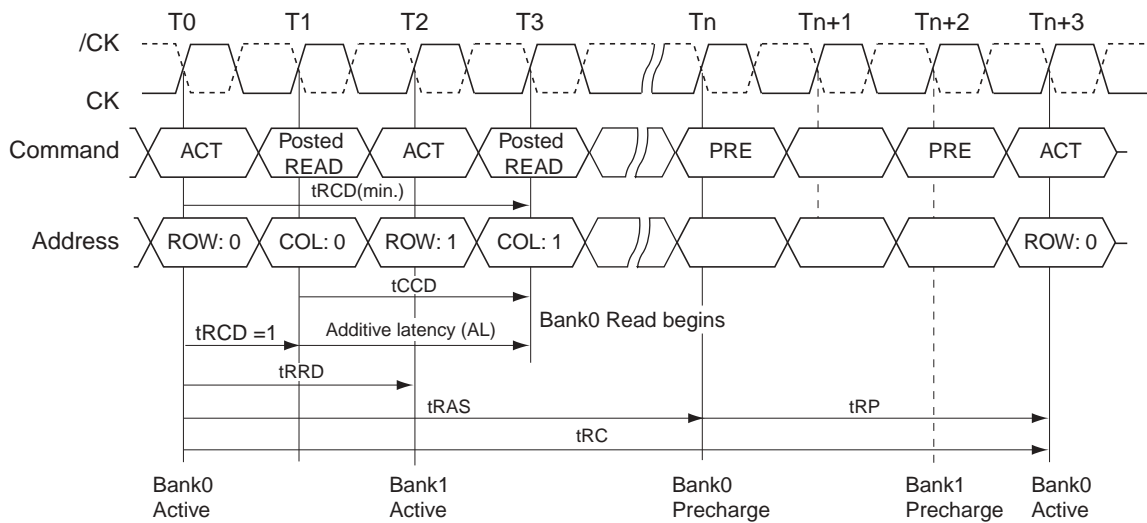 T0 T1 T2 T3 Tn Tn+1 Tn+2 Tn+3
/CK
CK
Command ACT Posted READ ACT Posted READ PRE PRE ACT
tRCD(min.)
Address ROW: 0 COL: 0 ROW: 1 COL: 1 ROW: 0
tCCD
Bank0 Read begins
tRCD =1 Additive latency (AL)
tRRD
tRAS tRP
tRC
Bank0 Active Bank1 Active Bank0 Precharge Bank1 Precharge Bank0 Active